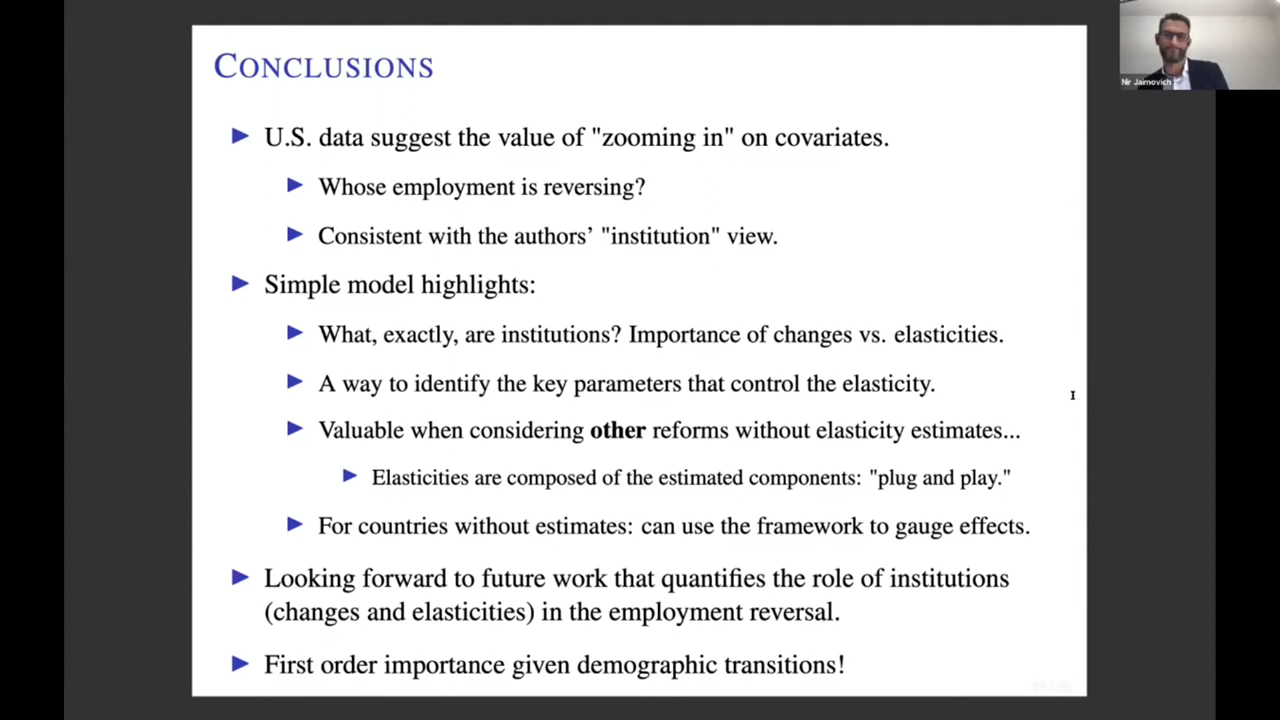 CONCLUSIONS
U.S. data suggest the value of "zooming in" on covariates.
Whose employment is reversing?
Consistent with the authors' "institution" view.
Simple model highlights:
What, exactly, are institutions? Importance of changes vs. elasticities.
A way to identify the key parameters that control the elasticity.
Valuable when considering other reforms without elasticity estimates...
Elasticities are composed of the estimated components: "plug and play."
For countries without estimates: can use the framework to gauge effects.
Looking forward to future work that quantifies the role of institutions
(changes and elasticities) in the employment reversal.
First order importance given demographic transitions!
Nir Jaimovich